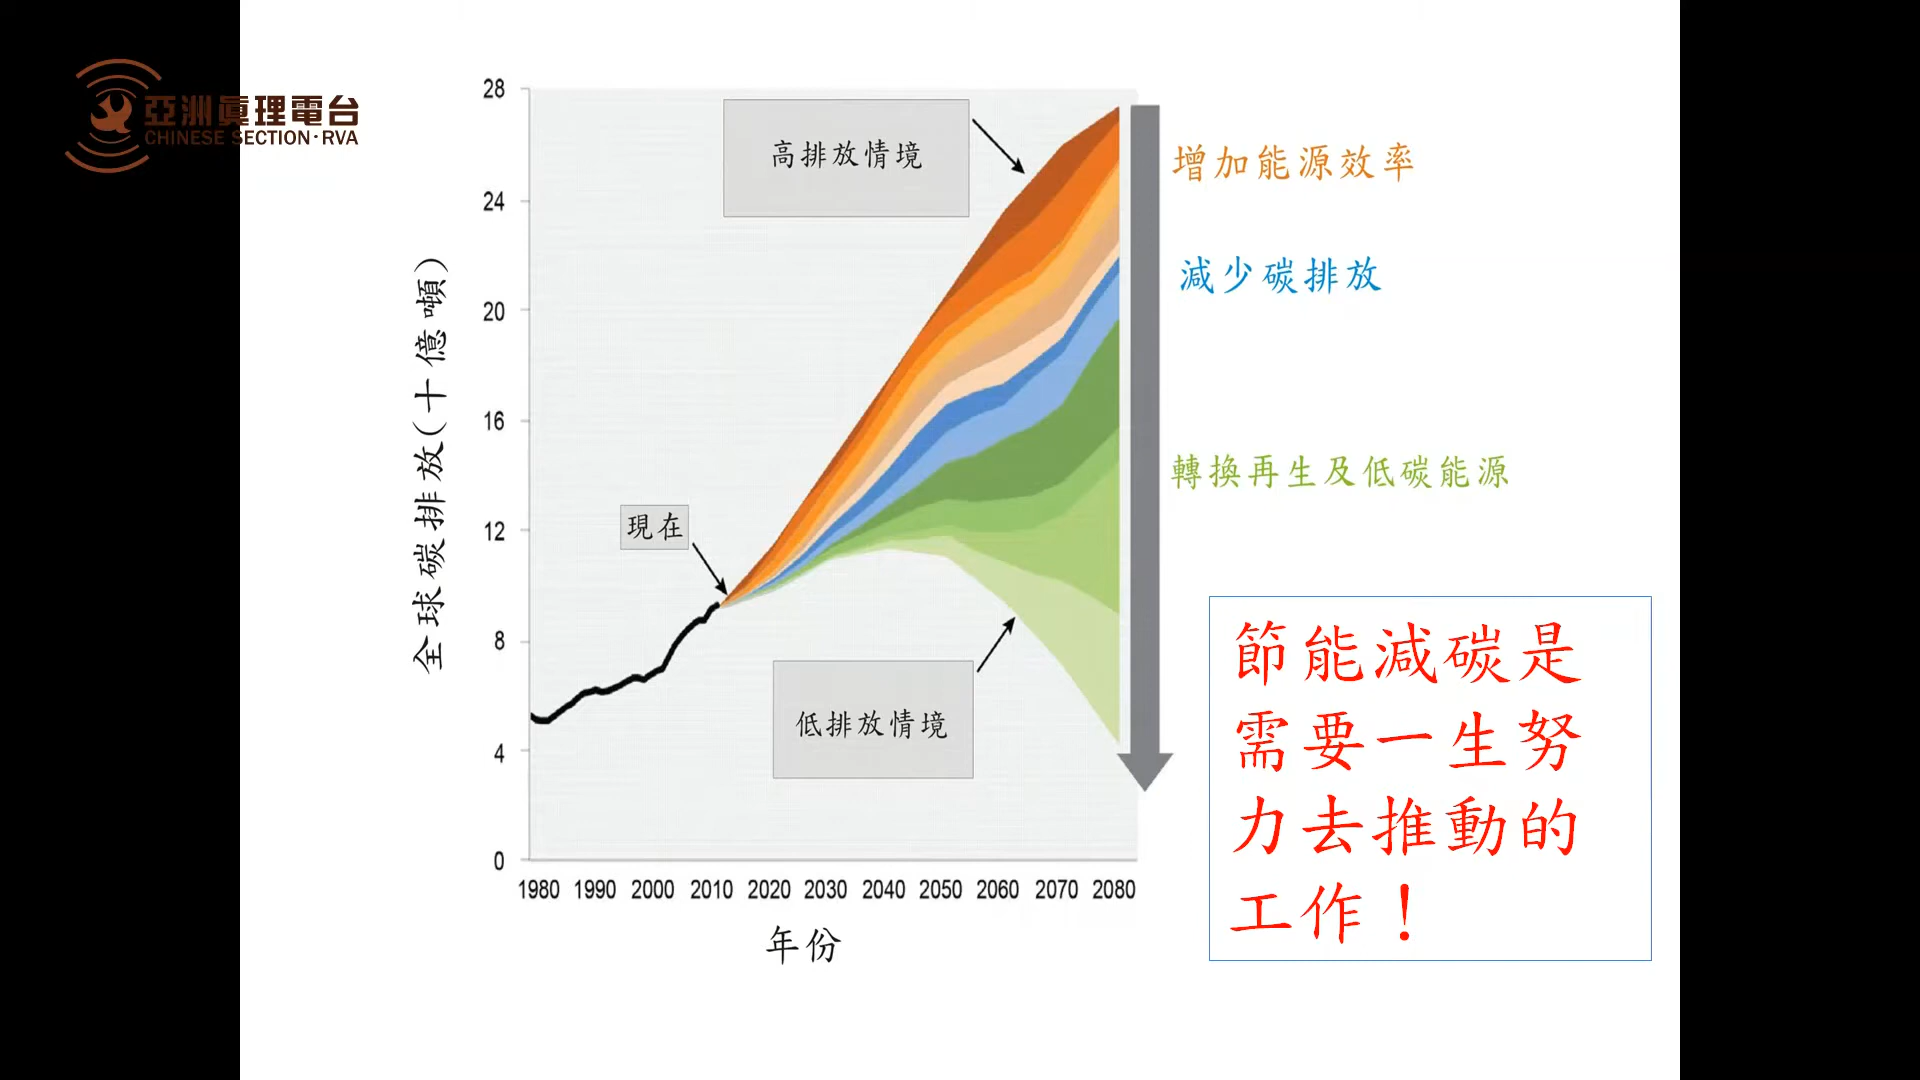 亞洲眞理電台
CHINESE SECTION·RVA
28
24
20
16
12
8
4
0
全球碳排放(十億噸)
高排放情境
現在
低排放情境
1980 1990 2000 2010 2020 2030 2040 2050 2060 2070 2080
年份
增加能源效率
減少碳排放
轉換再生及低碳能源
節能減碳是
需要一生努
力去推動的
工作！